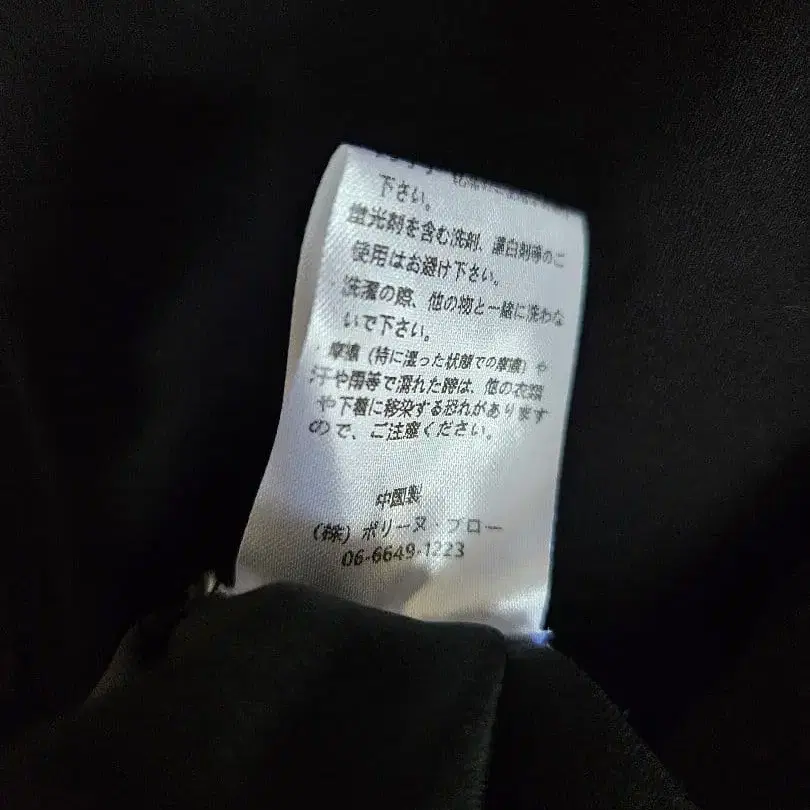 下さい。
蛍光剤を含む洗剤、漂白剤等のご
使用はお避け下さい。
・洗濯の際、他の物と一緒に洗わな
いで下さい。
・摩擦（特に湿った状態での摩擦）や
汗や雨等で濡れた時は、他の衣類
や下着に移染する恐れがあります
ので、ご注意ください。
中国製
（株）ポリーヌ・ブロー
06-6649-1223